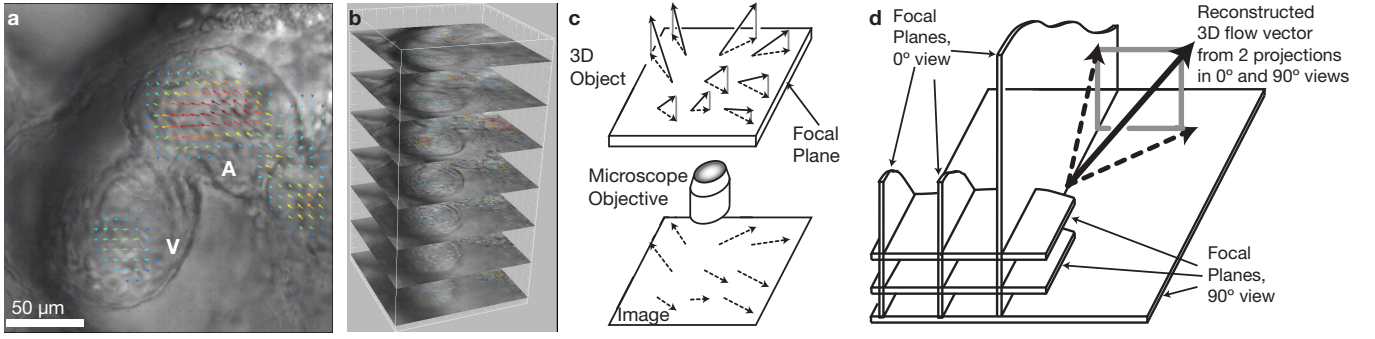 a
A
V
50 µm
b
c
3D
Object
Focal
Plane
Microscope
Objective
Image
d
Focal
Planes,
0º view
Reconstructed
3D flow vector
from 2 projections
in 0º and 90º views
Focal
Planes,
90º view